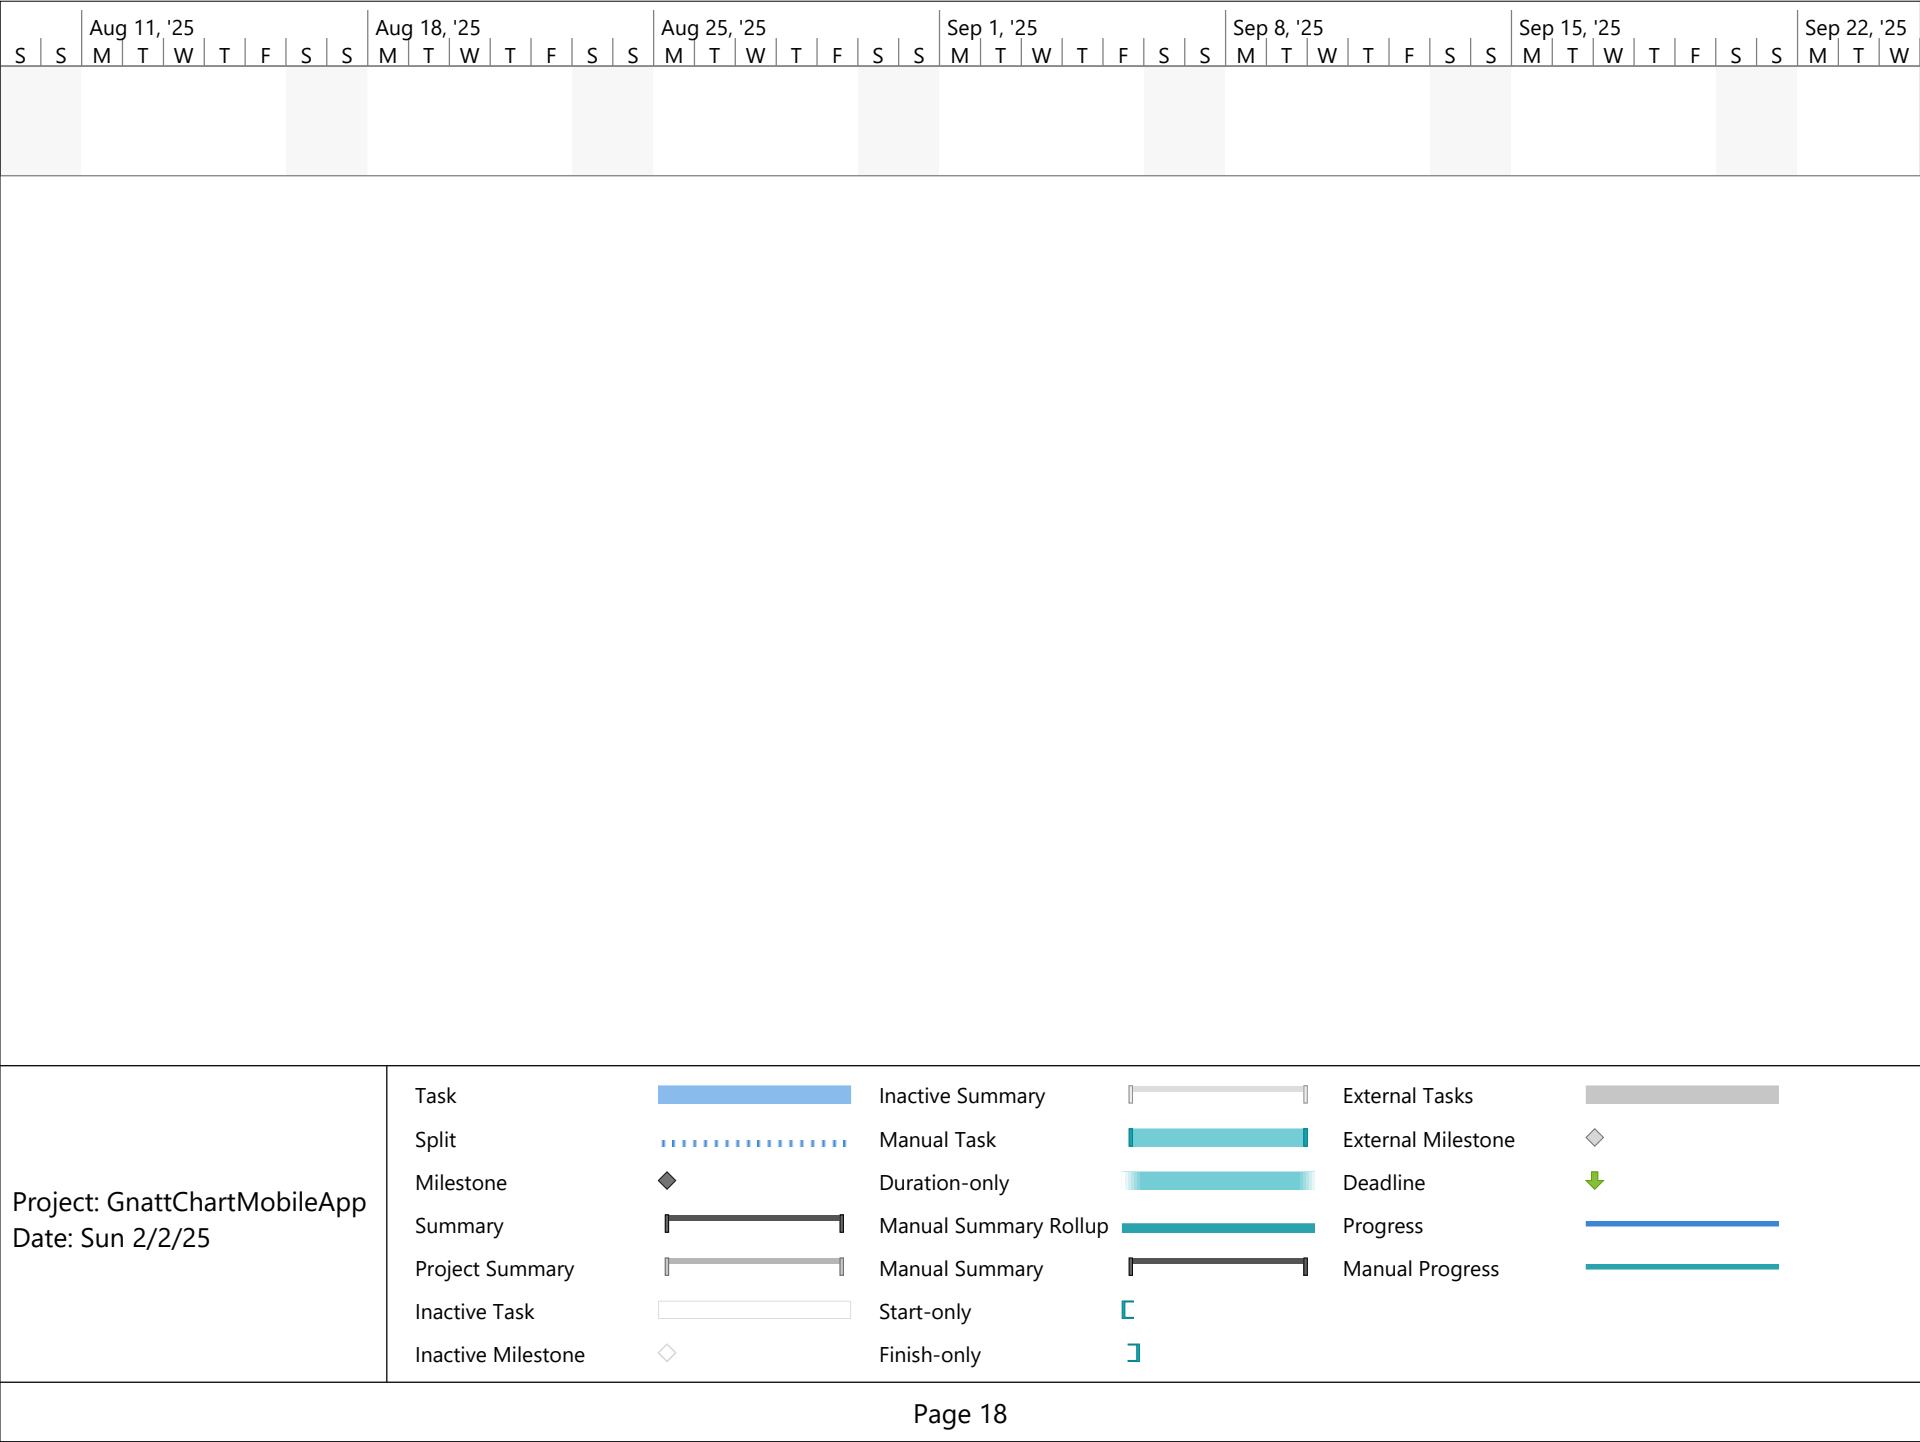 Aug 11, '25 Aug 18, '25 Aug 25, '25 Sep 1, '25 Sep 8, '25 Sep 15, '25 Sep 22, '25
S S M T W T F S S M T W T F S S M T W T F S S M T W T F S S M T W T F S S M T W T F S S M T W
Task Inactive Summary External Tasks
Split Manual Task External Milestone
Milestone Duration-only Deadline
Project: GnattChartMobileApp
Summary Manual Summary Rollup Progress
Date: Sun 2/2/25
Project Summary Manual Summary Manual Progress
Inactive Task Start-only
Inactive Milestone Finish-only
Page 18